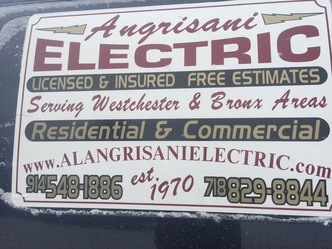 Angrisani
ELECTRIC
LICENSED & INSURED FREE ESTIMATES
Serving Westchester & Bronx Areas
Residential & Commercial
www.ALANGRISANIELECTRIC.com
914 548-1886 est. 1970 718 829-8844